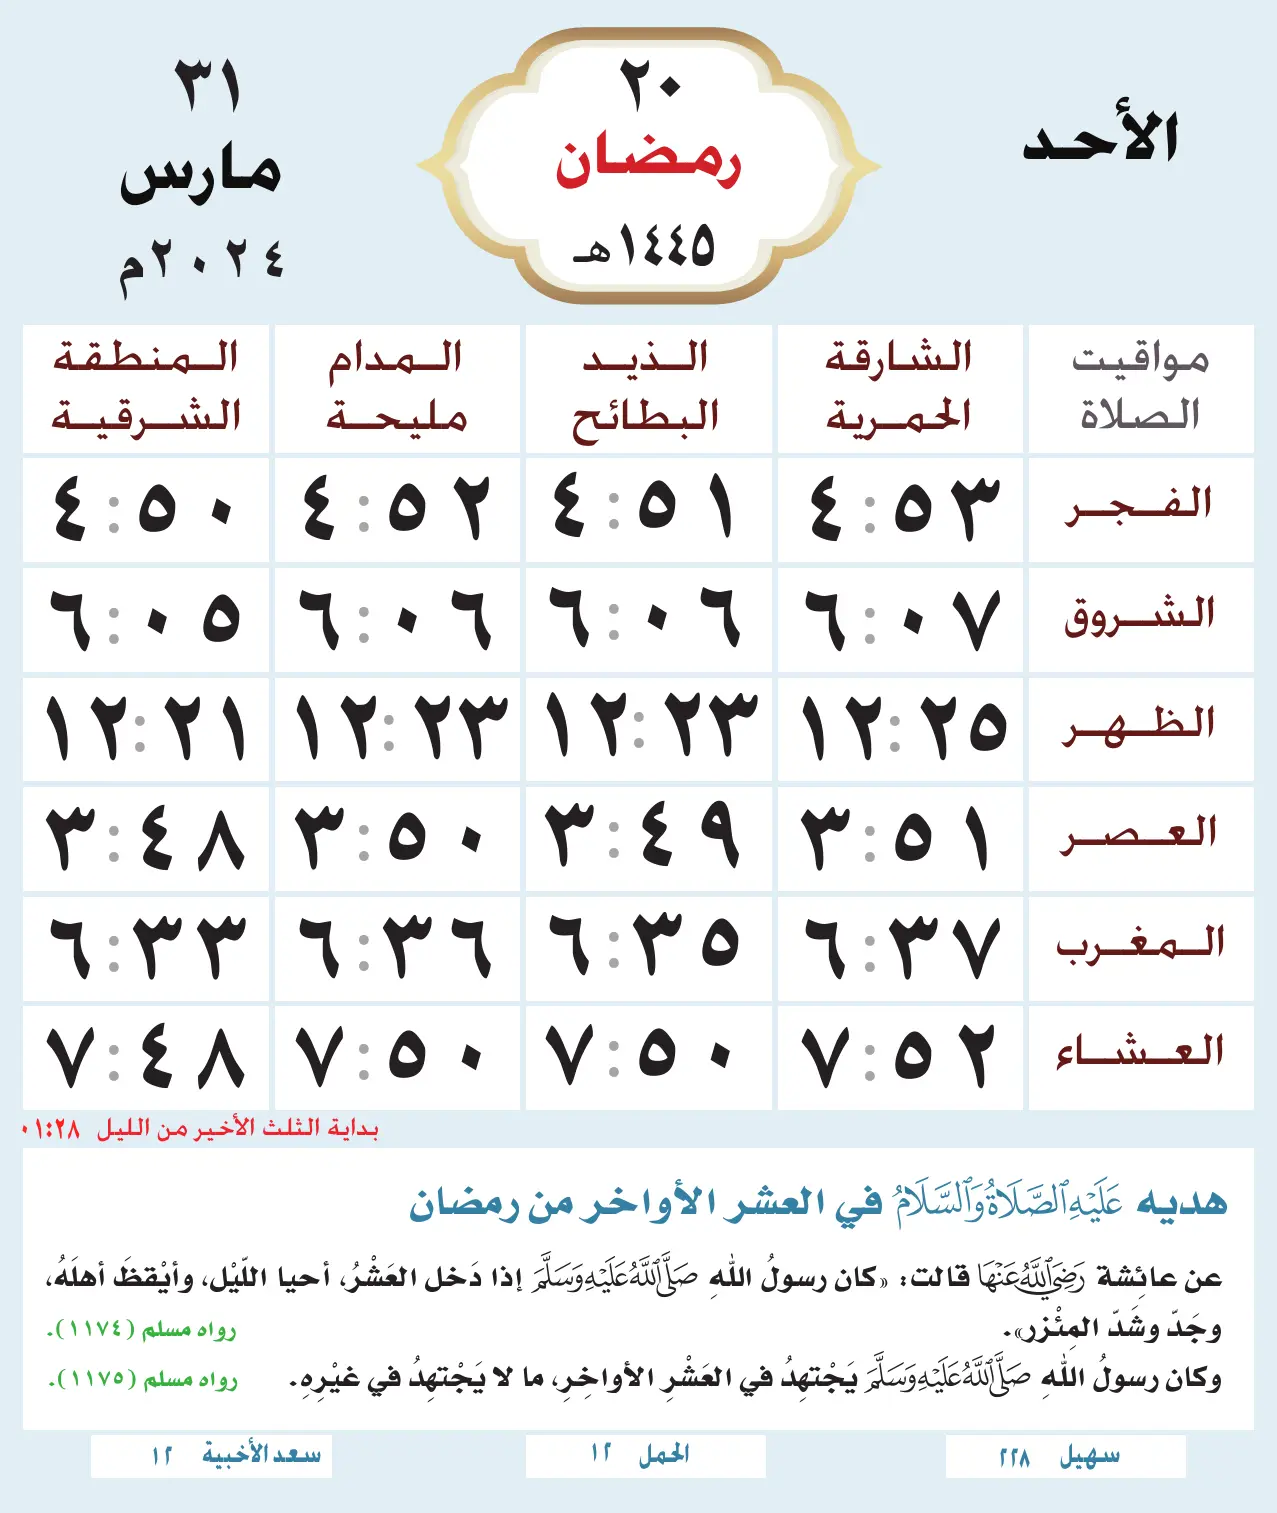 الأحد
٢٠
رمضان
١٤٤٥هـ
٣١
مارس
٢٠٢٤م
مواقيت الصلاة
الشارقة الحمرية
الذيد البطائح
المدام مليحة
المنطقة الشرقية
الفجر ٤:٥٣ ٤:٥١ ٤:٥٢ ٤:٥٠
الشروق ٦:٠٧ ٦:٠٦ ٦:٠٦ ٦:٠٥
الظهر ١٢:٢٥ ١٢:٢٣ ١٢:٢٣ ١٢:٢١
العصر ٣:٥١ ٣:٤٩ ٣:٥٠ ٣:٤٨
المغرب ٦:٣٧ ٦:٣٥ ٦:٣٦ ٦:٣٣
العشاء ٧:٥٢ ٧:٥٠ ٧:٥٠ ٧:٤٨
بداية الثلث الأخير من الليل ٠١:٢٨
هديه عَلَيْهِ الصَّلَاةُ وَالسَّلَامُ في العشر الأواخر من رمضان
عن عائِشة رَضِيَ اللَّهُ عَنْهَا قالت: «كان رسولُ اللهِ صَلَّى اللَّهُ عَلَيْهِ وَسَلَّمَ إذا دَخل العَشْرُ، أحيا اللّيْل، وأيْقظَ أهلَهُ،
وجَدّ وشَدّ المِئْزر». رواه مسلم (١١٧٤).
وكان رسولُ اللهِ صَلَّى اللَّهُ عَلَيْهِ وَسَلَّمَ يَجْتهِدُ في العَشْرِ الأواخِرِ، ما لا يَجْتهِدُ في غيْرِهِ. رواه مسلم (١١٧٥).
سهيل ٢٢٨
الحمل ١٢
سعد الأخبية ١٢